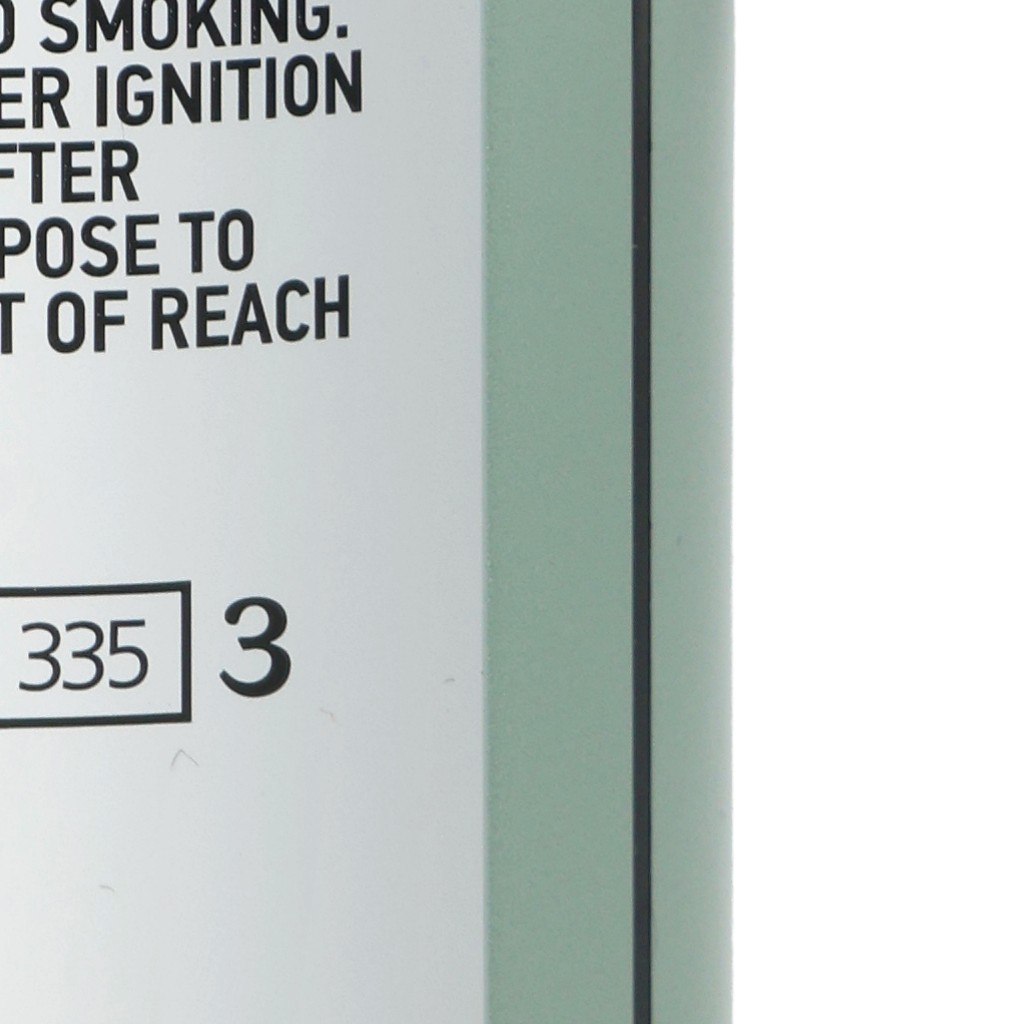 SMOKING.
ER IGNITION
FTER
POSE TO
T OF REACH
335 3